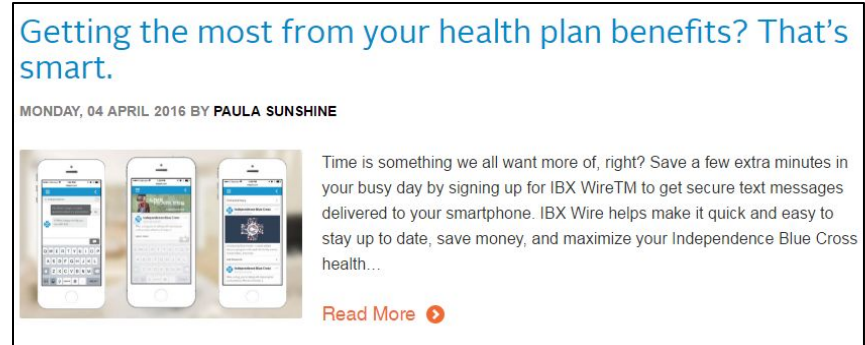 Getting the most from your health plan benefits? That's
smart.
MONDAY, 04 APRIL 2016 BY PAULA SUNSHINE
Time is something we all want more of, right? Save a few extra minutes in
your busy day by signing up for IBX WireTM to get secure text messages
delivered to your smartphone. IBX Wire helps make it quick and easy to
stay up to date, save money, and maximize your Independence Blue Cross
health…
Read More